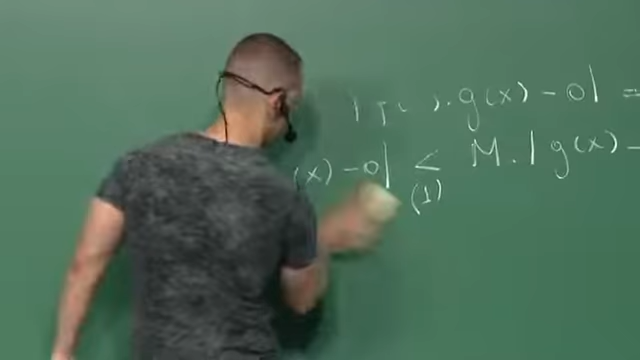 ). g(x) - 0| =
(x) - 0| < M. |g(x) -
(1)